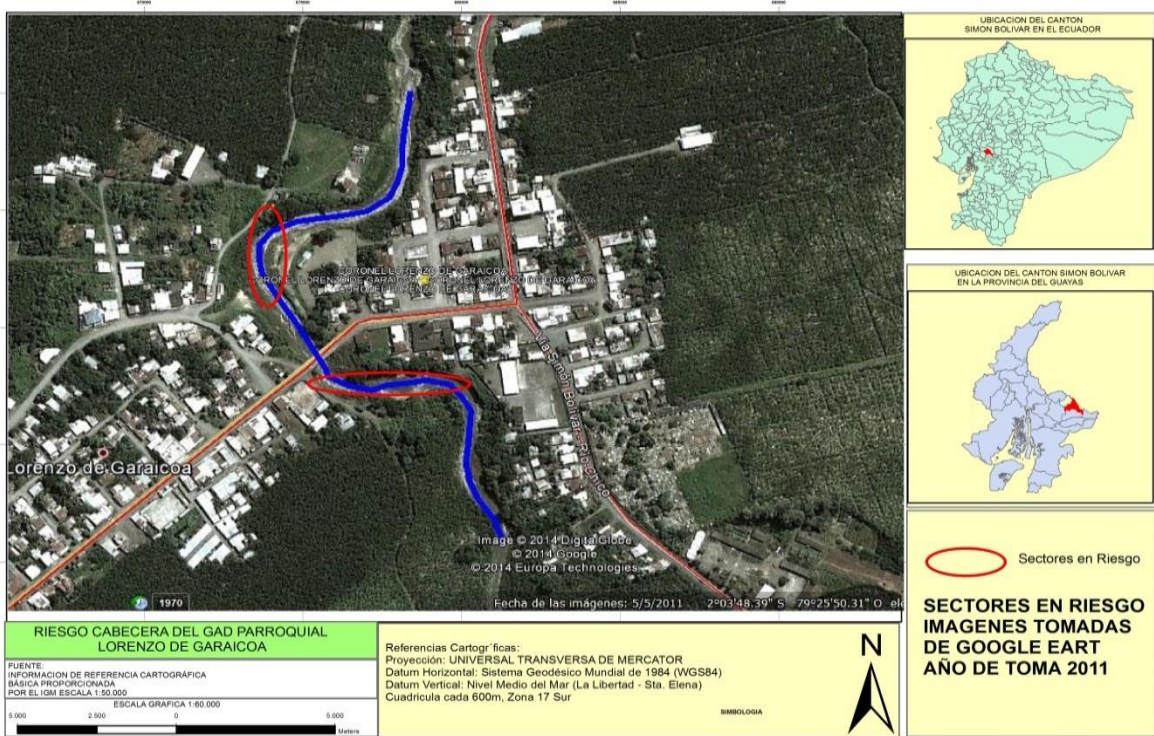 UBICACION DEL CANTON
SIMON BOLIVAR EN EL ECUADOR
UBICACION DEL CANTON SIMON BOLIVAR
EN LA PROVINCIA DEL GUAYAS
CORONEL LORENZO DE GARAICOA
Via Simón Bolívar - Rio Chico
Lorenzo de Garaicoa
Image © 2014 DigitalGlobe
© 2014 Google
© 2014 Europa Technologies
1970
Fecha de las imágenes: 5/5/2011 2°03'48.39" S 79°25'50.31" O ele
Sectores en Riesgo
SECTORES EN RIESGO
IMAGENES TOMADAS
DE GOOGLE EART
AÑO DE TOMA 2011
RIESGO CABECERA DEL GAD PARROQUIAL
LORENZO DE GARAICOA
FUENTE:
INFORMACION DE REFERENCIA CARTOGRÁFICA
BÁSICA PROPORCIONADA
POR EL IGM ESCALA 1:50.000
ESCALA GRAFICA 1:60.000
5.000 2.500 0 5.000
Meters
Referencias Cartogr´ficas:
Proyección: UNIVERSAL TRANSVERSA DE MERCATOR
Datum Horizontal: Sistema Geodésico Mundial de 1984 (WGS84)
Datum Vertical: Nivel Medio del Mar (La Libertad - Sta. Elena)
Cuadricula cada 600m, Zona 17 Sur
SIMBOLOGIA
N